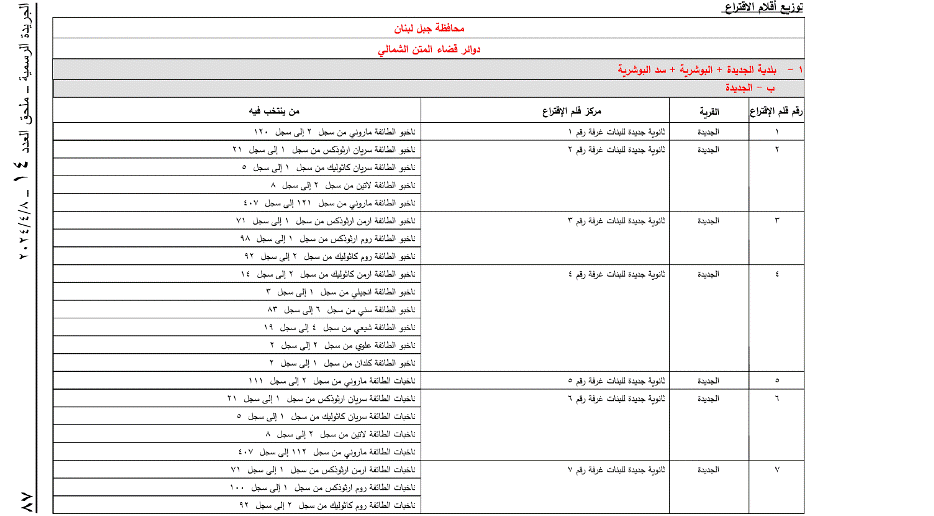 توزيع أقلام الاقتراع
محافظة جبل لبنان
دوائر قضاء المتن الشمالي
١ - بلدية الجديدة + البوشرية + سد البوشرية
ب - الجديدة
رقم قلم الاقتراع القرية مركز قلم الاقتراع من ينتخب فيه
١ الجديدة ثانوية جديدة للبنات غرفة رقم ١ ناخبو الطائفة ماروني من سجل ٢ إلى سجل ١٢٠
٢ الجديدة ثانوية جديدة للبنات غرفة رقم ٢ ناخبو الطائفة سريان ارثوذكس من سجل ١ إلى سجل ٢١
ناخبو الطائفة سريان كاثوليك من سجل ١ إلى سجل ٥
ناخبو الطائفة لاتين من سجل ٢ إلى سجل ٨
ناخبو الطائفة ماروني من سجل ١٢١ إلى سجل ٤٠٧
٣ الجديدة ثانوية جديدة للبنات غرفة رقم ٣ ناخبو الطائفة ارمن ارثوذكس من سجل ١ إلى سجل ٧١
ناخبو الطائفة روم ارثوذكس من سجل ١ إلى سجل ٩٨
ناخبو الطائفة روم كاثوليك من سجل ٢ إلى سجل ٩٢
٤ الجديدة ثانوية جديدة للبنات غرفة رقم ٤ ناخبو الطائفة ارمن كاثوليك من سجل ٢ إلى سجل ١٤
ناخبو الطائفة انجيلي من سجل ١ إلى سجل ٣
ناخبو الطائفة سني من سجل ٦ إلى سجل ٨٣
ناخبو الطائفة شيعي من سجل ٤ إلى سجل ١٩
ناخبو الطائفة علوي من سجل ٢ إلى سجل ٢
ناخبو الطائفة كلدان من سجل ١ إلى سجل ٢
٥ الجديدة ثانوية جديدة للبنات غرفة رقم ٥ ناخبات الطائفة ماروني من سجل ٢ إلى سجل ١١١
٦ الجديدة ثانوية جديدة للبنات غرفة رقم ٦ ناخبات الطائفة سريان ارثوذكس من سجل ١ إلى سجل ٢١
ناخبات الطائفة سريان كاثوليك من سجل ١ إلى سجل ٥
ناخبات الطائفة لاتين من سجل ٢ إلى سجل ٨
ناخبات الطائفة ماروني من سجل ١١٢ إلى سجل ٤٠٧
٧ الجديدة ثانوية جديدة للبنات غرفة رقم ٧ ناخبات الطائفة ارمن ارثوذكس من سجل ١ إلى سجل ٧١
ناخبات الطائفة روم ارثوذكس من سجل ١ إلى سجل ١٠٠
ناخبات الطائفة روم كاثوليك من سجل ٢ إلى سجل ٩٢
الجريدة الرسمية - ملحق العدد ١٤ - ٢٠٢٤/٤/٨
٨٧